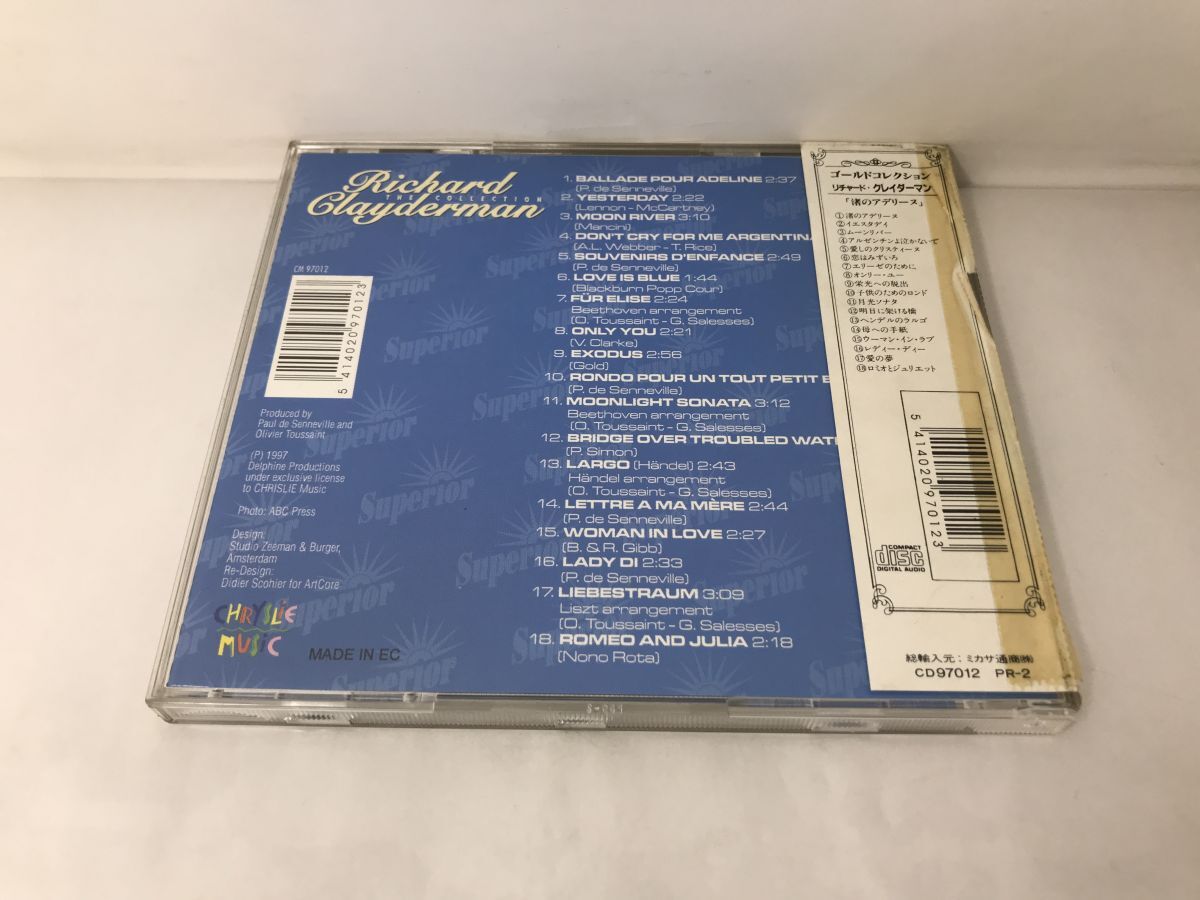 Richard
THE COLLECTION
Clayderman
CM 97012
5 414020 970123
Produced by
Paul de Senneville and
Olivier Toussaint
(P) 1997
Delphine Productions
under exclusive license
to CHRISLIE Music
Photo: ABC Press
Design:
Studio Zeeman & Burger,
Amsterdam
Re-Design:
Didier Scohier for ArtCore
CHRYSLIE
MUSIC
MADE IN EC
1. BALLADE POUR ADELINE 2:37
(P. de Senneville)
2. YESTERDAY 2:22
(Lennon - McCartney)
3. MOON RIVER 3:10
(Mancini)
4. DON'T CRY FOR ME ARGENTINA
(A.L. Webber - T. Rice)
5. SOUVENIRS D'ENFANCE 2:49
(P. de Senneville)
6. LOVE IS BLUE 1:44
(Blackburn Popp Cour)
7. FÜR ELISE 2:24
Beethoven arrangement
(O. Toussaint - G. Salesses)
8. ONLY YOU 2:21
(V. Clarke)
9. EXODUS 2:56
(Gold)
10. RONDO POUR UN TOUT PETIT E
(P. de Senneville)
11. MOONLIGHT SONATA 3:12
Beethoven arrangement
(O. Toussaint - G. Salesses)
12. BRIDGE OVER TROUBLED WATE
(P. Simon)
13. LARGO (Händel) 2:43
Händel arrangement
(O. Toussaint - G. Salesses)
14. LETTRE A MA MÈRE 2:44
(P. de Senneville)
15. WOMAN IN LOVE 2:27
(B. & R. Gibb)
16. LADY DI 2:33
(P. de Senneville)
17. LIEBESTRAUM 3:09
Liszt arrangement
(O. Toussaint - G. Salesses)
18. ROMEO AND JULIA 2:18
(Nono Rota)
Superior
Superior
Superior
Superior
Superior
ゴールドコレクション
リチャード・クレイダーマン
「渚のアデリーヌ」
①渚のアデリーヌ
②イエスタデイ
③ムーンリバー
④アルゼンチンよ泣かないで
⑤愛しのクリスティーヌ
⑥恋はみずいろ
⑦エリーゼのために
⑧オンリー・ユー
⑨栄光への脱出
⑩子供のためのロンド
⑪月光ソナタ
⑫明日に架ける橋
⑬ヘンデルのラルゴ
⑭母への手紙
⑮ウーマン・イン・ラブ
⑯レディー・ディー
⑰愛の夢
⑱ロミオとジュリエット
5 414020 970123
COMPACT
disc
DIGITAL AUDIO
総輸入元:ミカサ通商㈱
CD97012 PR-2